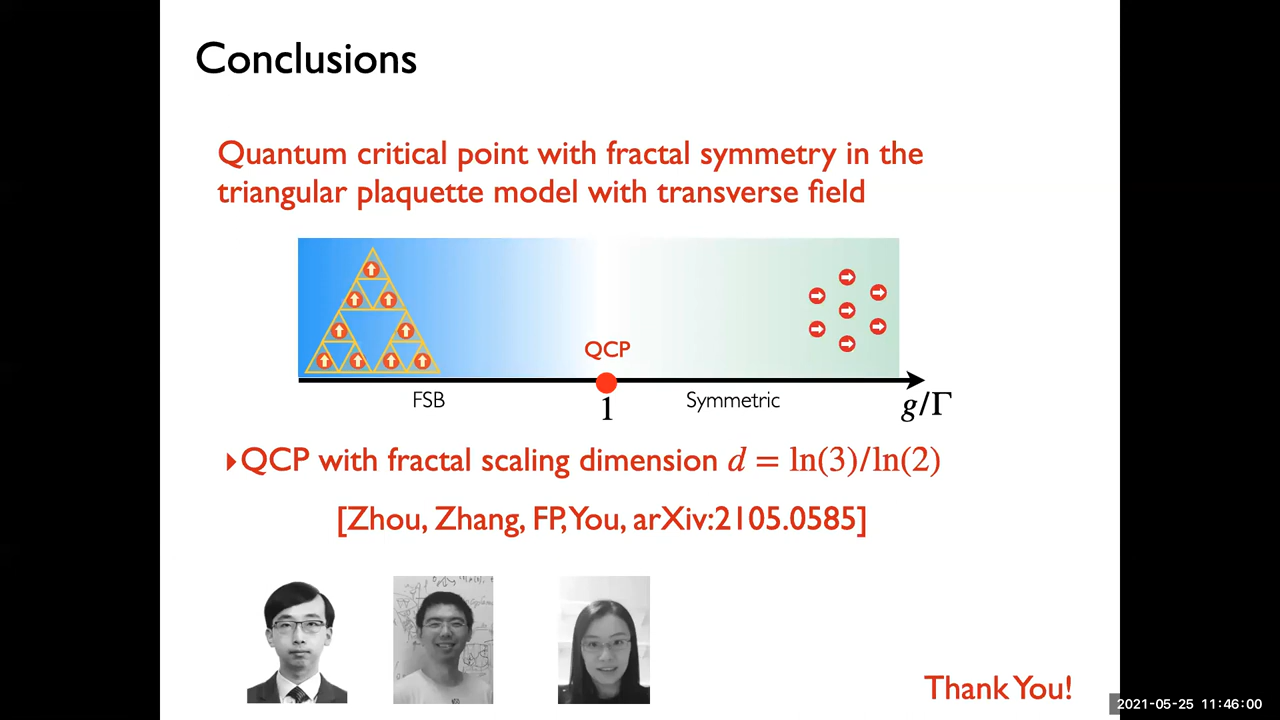 Conclusions
Quantum critical point with fractal symmetry in the
triangular plaquette model with transverse field
QCP
FSB
1
Symmetric
g/Γ
QCP with fractal scaling dimension d = ln(3)/ln(2)
[Zhou, Zhang, FP, You, arXiv:2105.0585]
Thank You!
2021-05-25 11:46:00